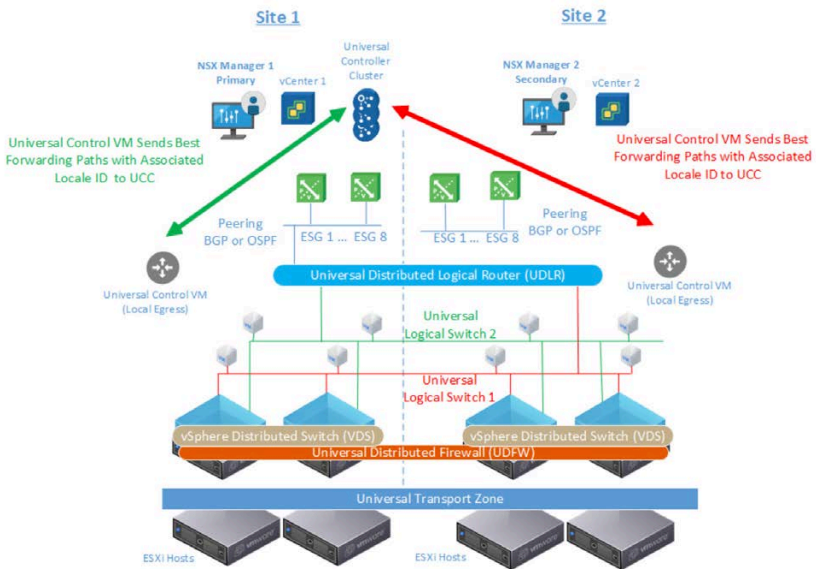 Site 1
Site 2
Universal
Controller
Cluster
NSX Manager 1
Primary
vCenter 1
NSX Manager 2
Secondary
vCenter 2
Universal Control VM Sends Best
Forwarding Paths with Associated
Locale ID to UCC
Universal Control VM Sends Best
Forwarding Paths with Associated
Locale ID to UCC
Peering
BGP or OSPF
ESG 1 ... ESG 8
ESG 1 ... ESG 8
Peering
BGP or OSPF
Universal Distributed Logical Router (UDLR)
Universal Control VM
(Local Egress)
Universal Control VM
(Local Egress)
Universal
Logical Switch 2
Universal
Logical Switch 1
vSphere Distributed Switch (VDS)
vSphere Distributed Switch (VDS)
Universal Distributed Firewall (UDFW)
Universal Transport Zone
vmware
vmware
vmware
vmware
ESXi Hosts
ESXi Hosts